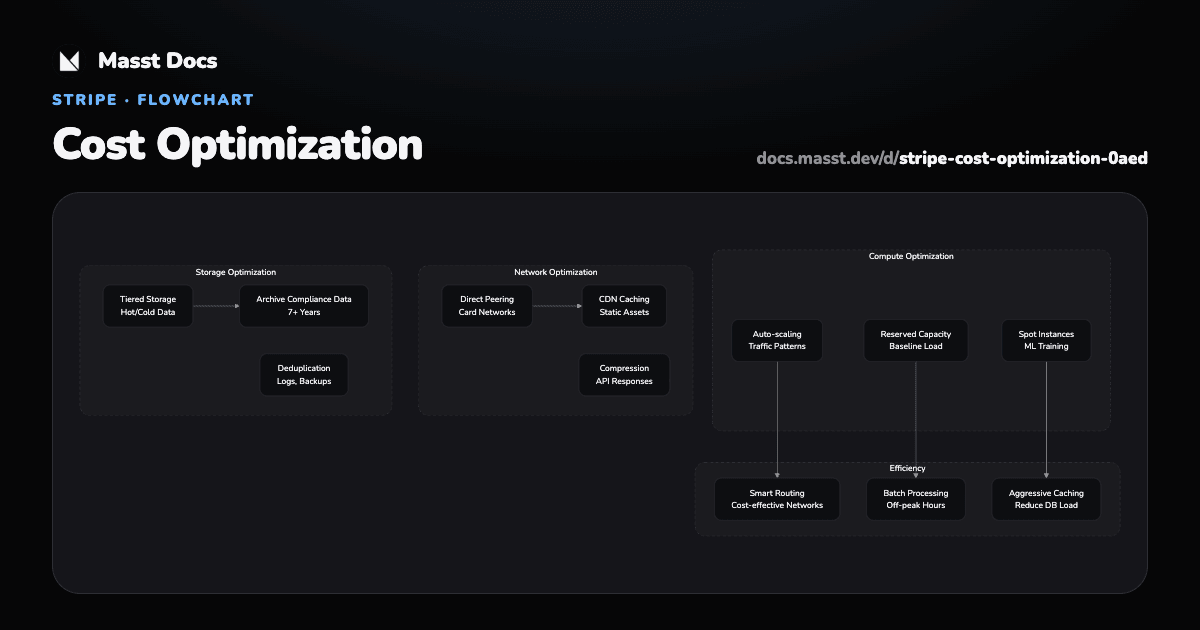 Masst Docs
STRIPE · FLOWCHART
Cost Optimization
docs.masst.dev/d/stripe-cost-optimization-0aed
Storage Optimization
Tiered Storage
Hot/Cold Data
Archive Compliance Data
7+ Years
Deduplication
Logs, Backups
Network Optimization
Direct Peering
Card Networks
CDN Caching
Static Assets
Compression
API Responses
Compute Optimization
Auto-scaling
Traffic Patterns
Reserved Capacity
Baseline Load
Spot Instances
ML Training
Efficiency
Smart Routing
Cost-effective Networks
Batch Processing
Off-peak Hours
Aggressive Caching
Reduce DB Load